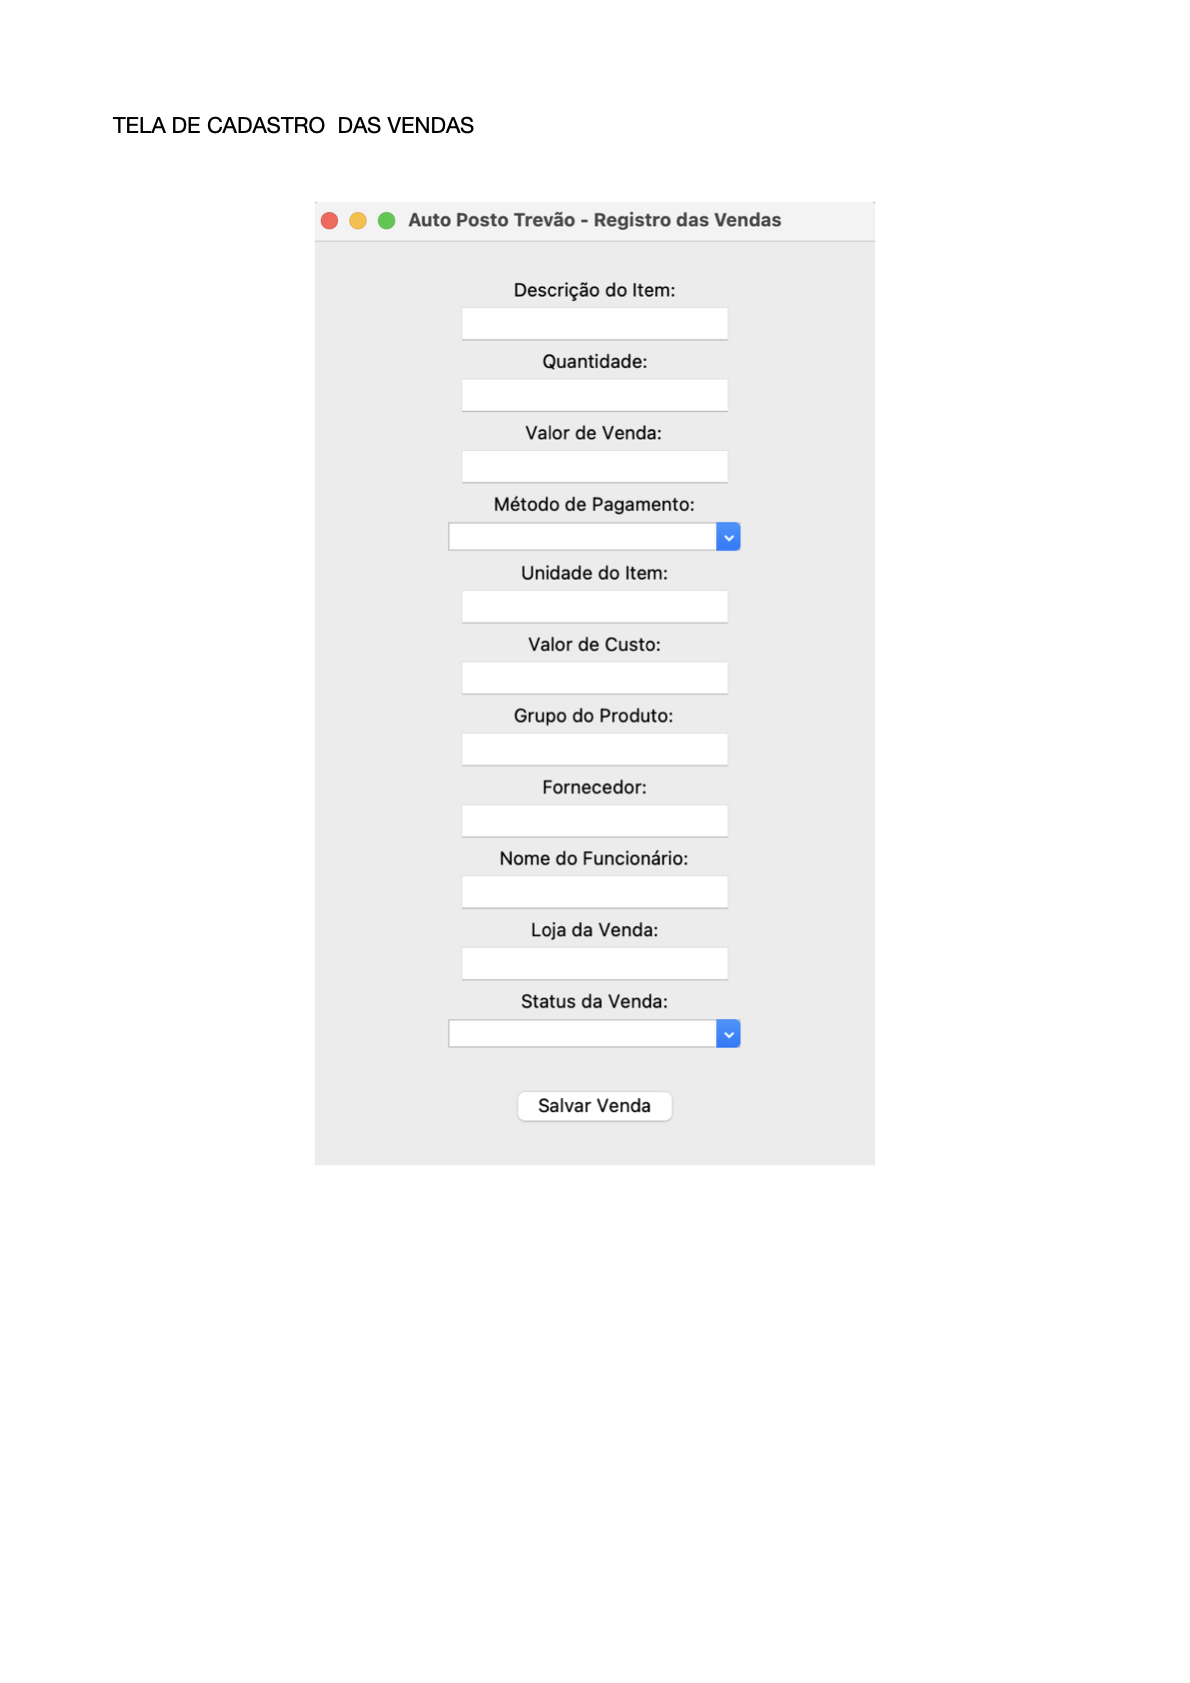 TELA DE CADASTRO  DAS VENDAS
Auto Posto Trevão - Registro das Vendas
Descrição do Item:
Quantidade:
Valor de Venda:
Método de Pagamento:
Unidade do Item:
Valor de Custo:
Grupo do Produto:
Fornecedor:
Nome do Funcionário:
Loja da Venda:
Status da Venda:
Salvar Venda